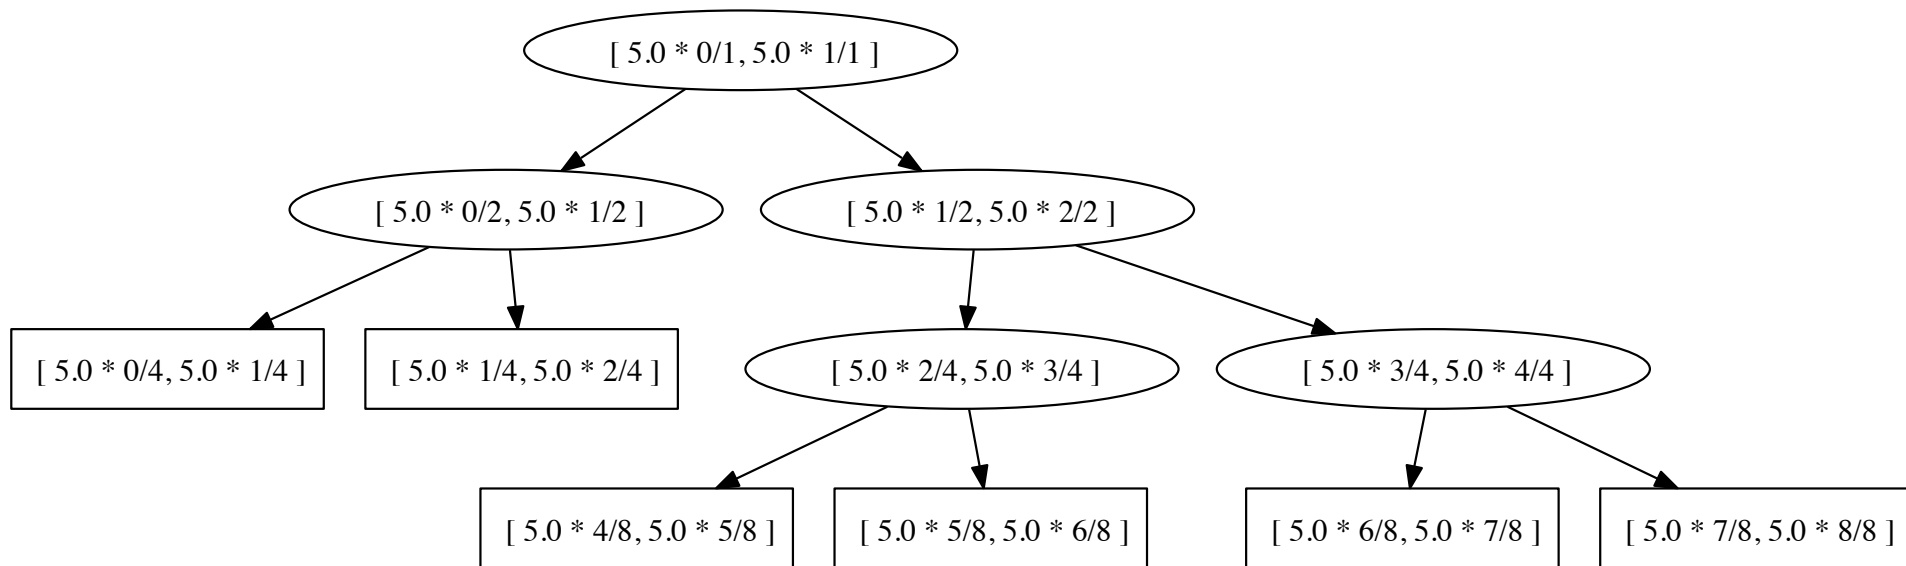 [ 5.0 * 0/1, 5.0 * 1/1 ]
[ 5.0 * 0/2, 5.0 * 1/2 ]
[ 5.0 * 1/2, 5.0 * 2/2 ]
[ 5.0 * 0/4, 5.0 * 1/4 ]
[ 5.0 * 1/4, 5.0 * 2/4 ]
[ 5.0 * 2/4, 5.0 * 3/4 ]
[ 5.0 * 3/4, 5.0 * 4/4 ]
[ 5.0 * 4/8, 5.0 * 5/8 ]
[ 5.0 * 5/8, 5.0 * 6/8 ]
[ 5.0 * 6/8, 5.0 * 7/8 ]
[ 5.0 * 7/8, 5.0 * 8/8 ]